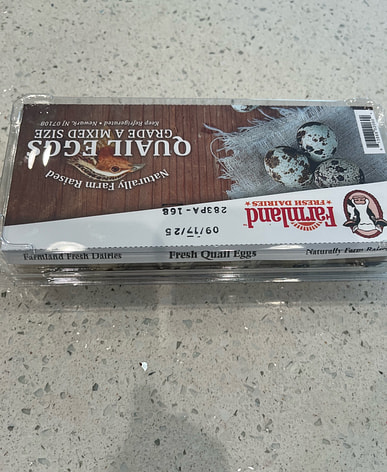 Naturally Farm Raised
QUAIL EGGS
GRADE A MIXED SIZE
Keep Refrigerated • Newark, NJ 07108
Farmland
FRESH DAIRIES
283PA-168
09/17/25
Farmland Fresh Dairies
Fresh Quail Eggs
Naturally Farm Raised